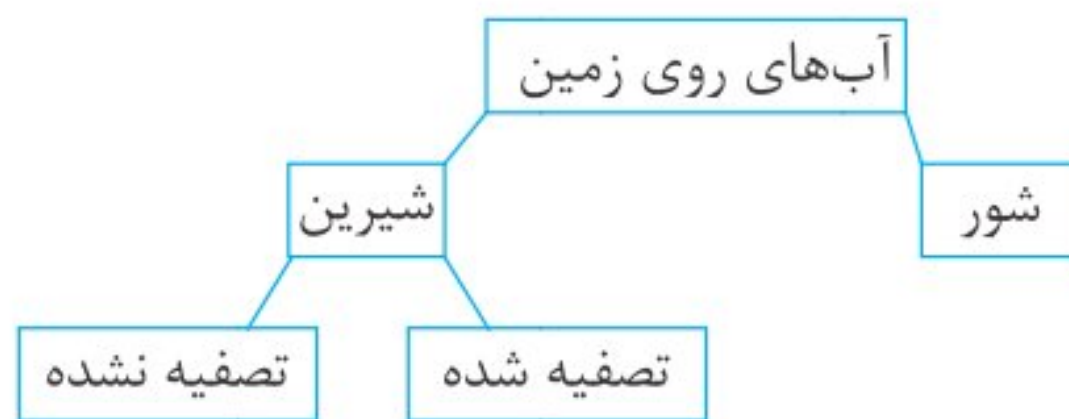 آب‌های روی زمین
شور
شیرین
تصفیه شده
تصفیه نشده